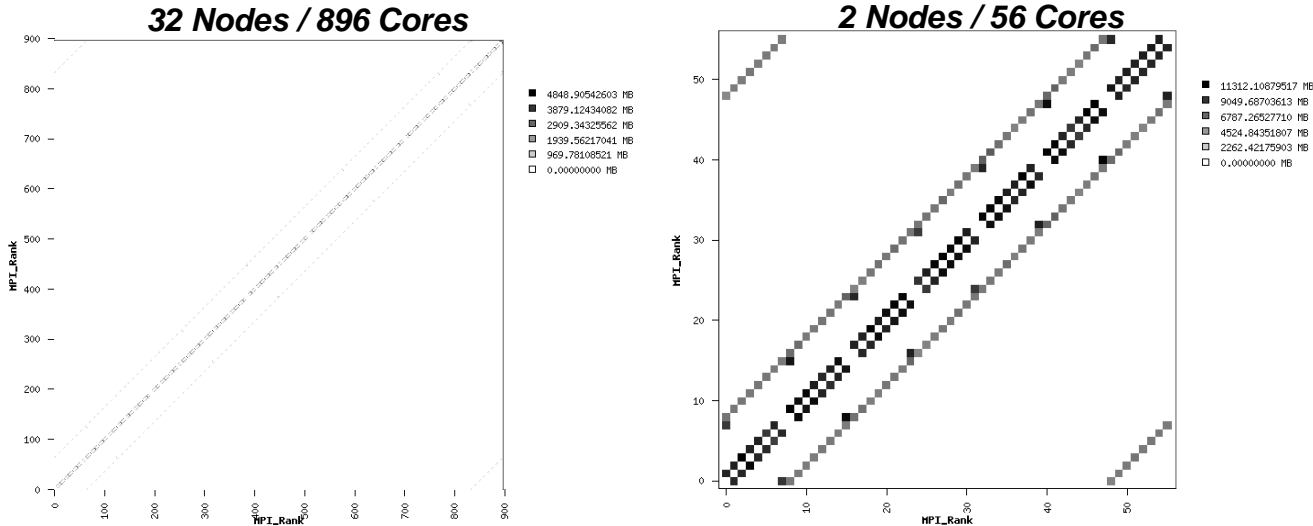 32 Nodes / 896 Cores
900
800
700
600
500
400
300
200
100
0
MPI_Rank
0
100
200
300
400
500
600
700
800
900
MPI_Rank
4848.90542603 MB
3879.12434082 MB
2909.34325562 MB
1939.56217041 MB
969.78108521 MB
0.00000000 MB
2 Nodes / 56 Cores
50
40
30
20
10
0
MPI_Rank
0
10
20
30
40
50
MPI_Rank
11312.10879517 MB
9049.68703613 MB
6787.26527710 MB
4524.84351807 MB
2262.42175903 MB
0.00000000 MB